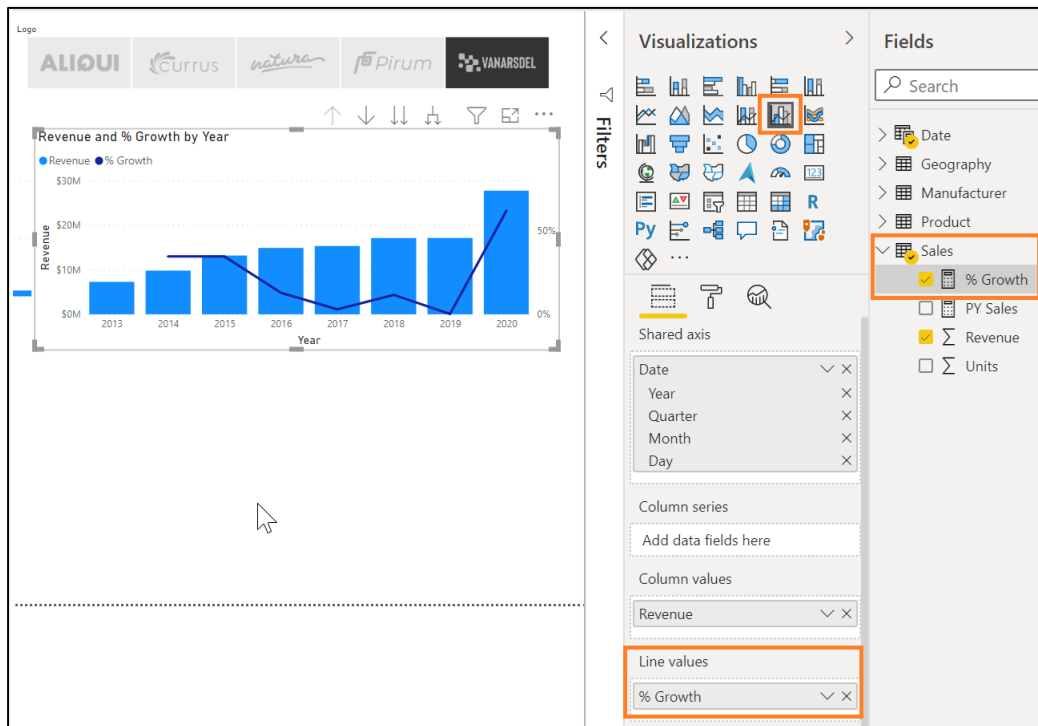 Logo
ALIQUI
Currus
natura
Pirum
VANARSDEL
Revenue and % Growth by Year
Revenue % Growth
$30M
$20M
$10M
$0M
Revenue
50%
0%
2013 2014 2015 2016 2017 2018 2019 2020
Year
Filters
Visualizations
123
R
Py
...
Shared axis
Date
Year
Quarter
Month
Day
Column series
Add data fields here
Column values
Revenue
Line values
% Growth
Fields
Search
Date
Geography
Manufacturer
Product
Sales
% Growth
PY Sales
Σ Revenue
Σ Units